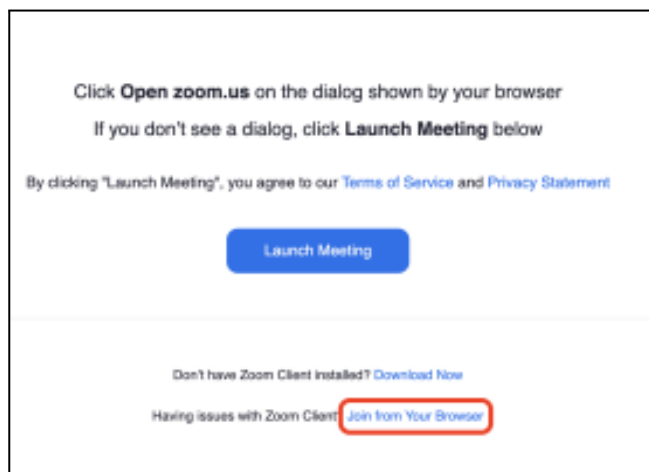 Click Open zoom.us on the dialog shown by your browser
If you don't see a dialog, click Launch Meeting below
By clicking "Launch Meeting", you agree to our Terms of Service and Privacy Statement
Launch Meeting
Don't have Zoom Client installed? Download Now
Having issues with Zoom Client Join from Your Browser